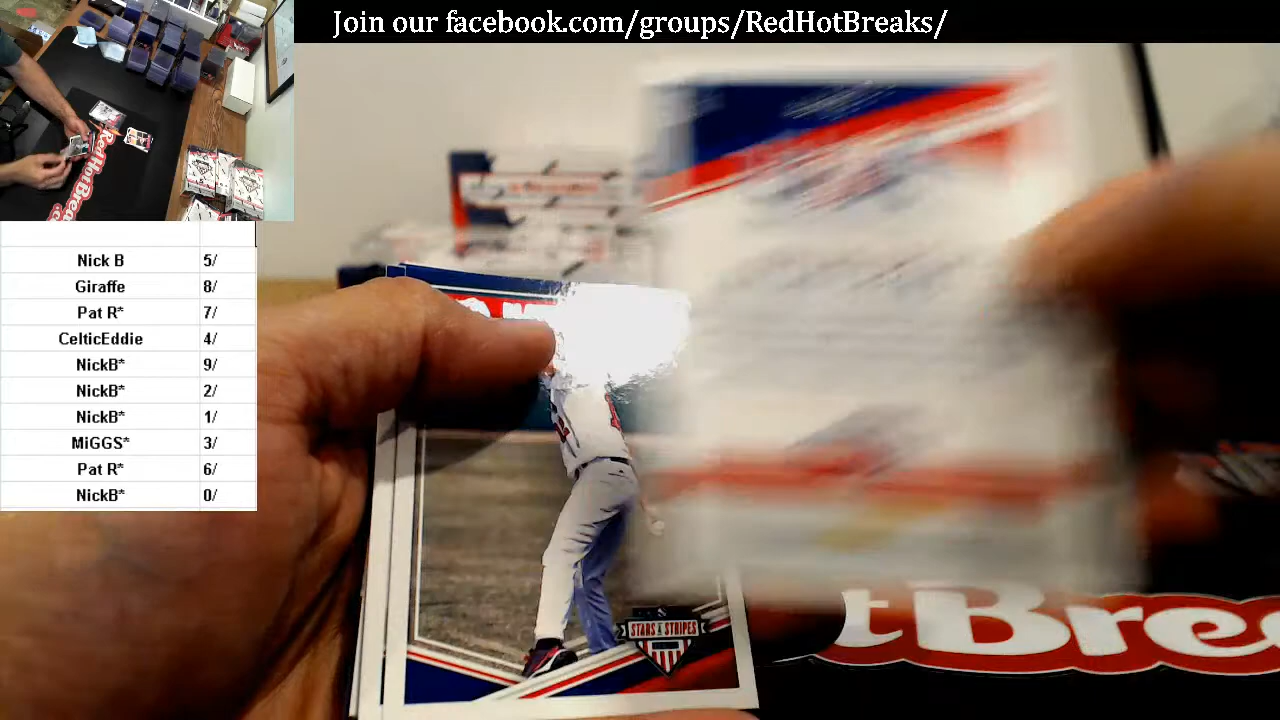 Join our facebook.com/groups/RedHotBreaks/
Nick B 5/
Giraffe 8/
Pat R* 7/
CelticEddie 4/
NickB* 9/
NickB* 2/
NickB* 1/
MiGGS* 3/
Pat R* 6/
NickB* 0/
STARS & STRIPES
tBre
RedHotBrea